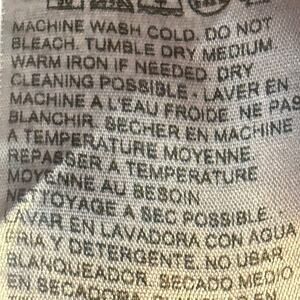 MACHINE WASH COLD. DO NOT
BLEACH. TUMBLE DRY MEDIUM.
WARM IRON IF NEEDED. DRY
CLEANING POSSIBLE - LAVER EN
MACHINE A L'EAU FROIDE. NE PAS
BLANCHIR. SECHER EN MACHINE
A TEMPERATURE MOYENNE.
REPASSER A TEMPERATURE
MOYENNE AU BESOIN
NETTOYAGE A SEC POSSIBLE.
LAVAR EN LAVADORA CON AGUA
FRIA Y DETERGENTE. NO UBAR
BLANQUEADOR. SECADO MEDIO
EN SECADORA